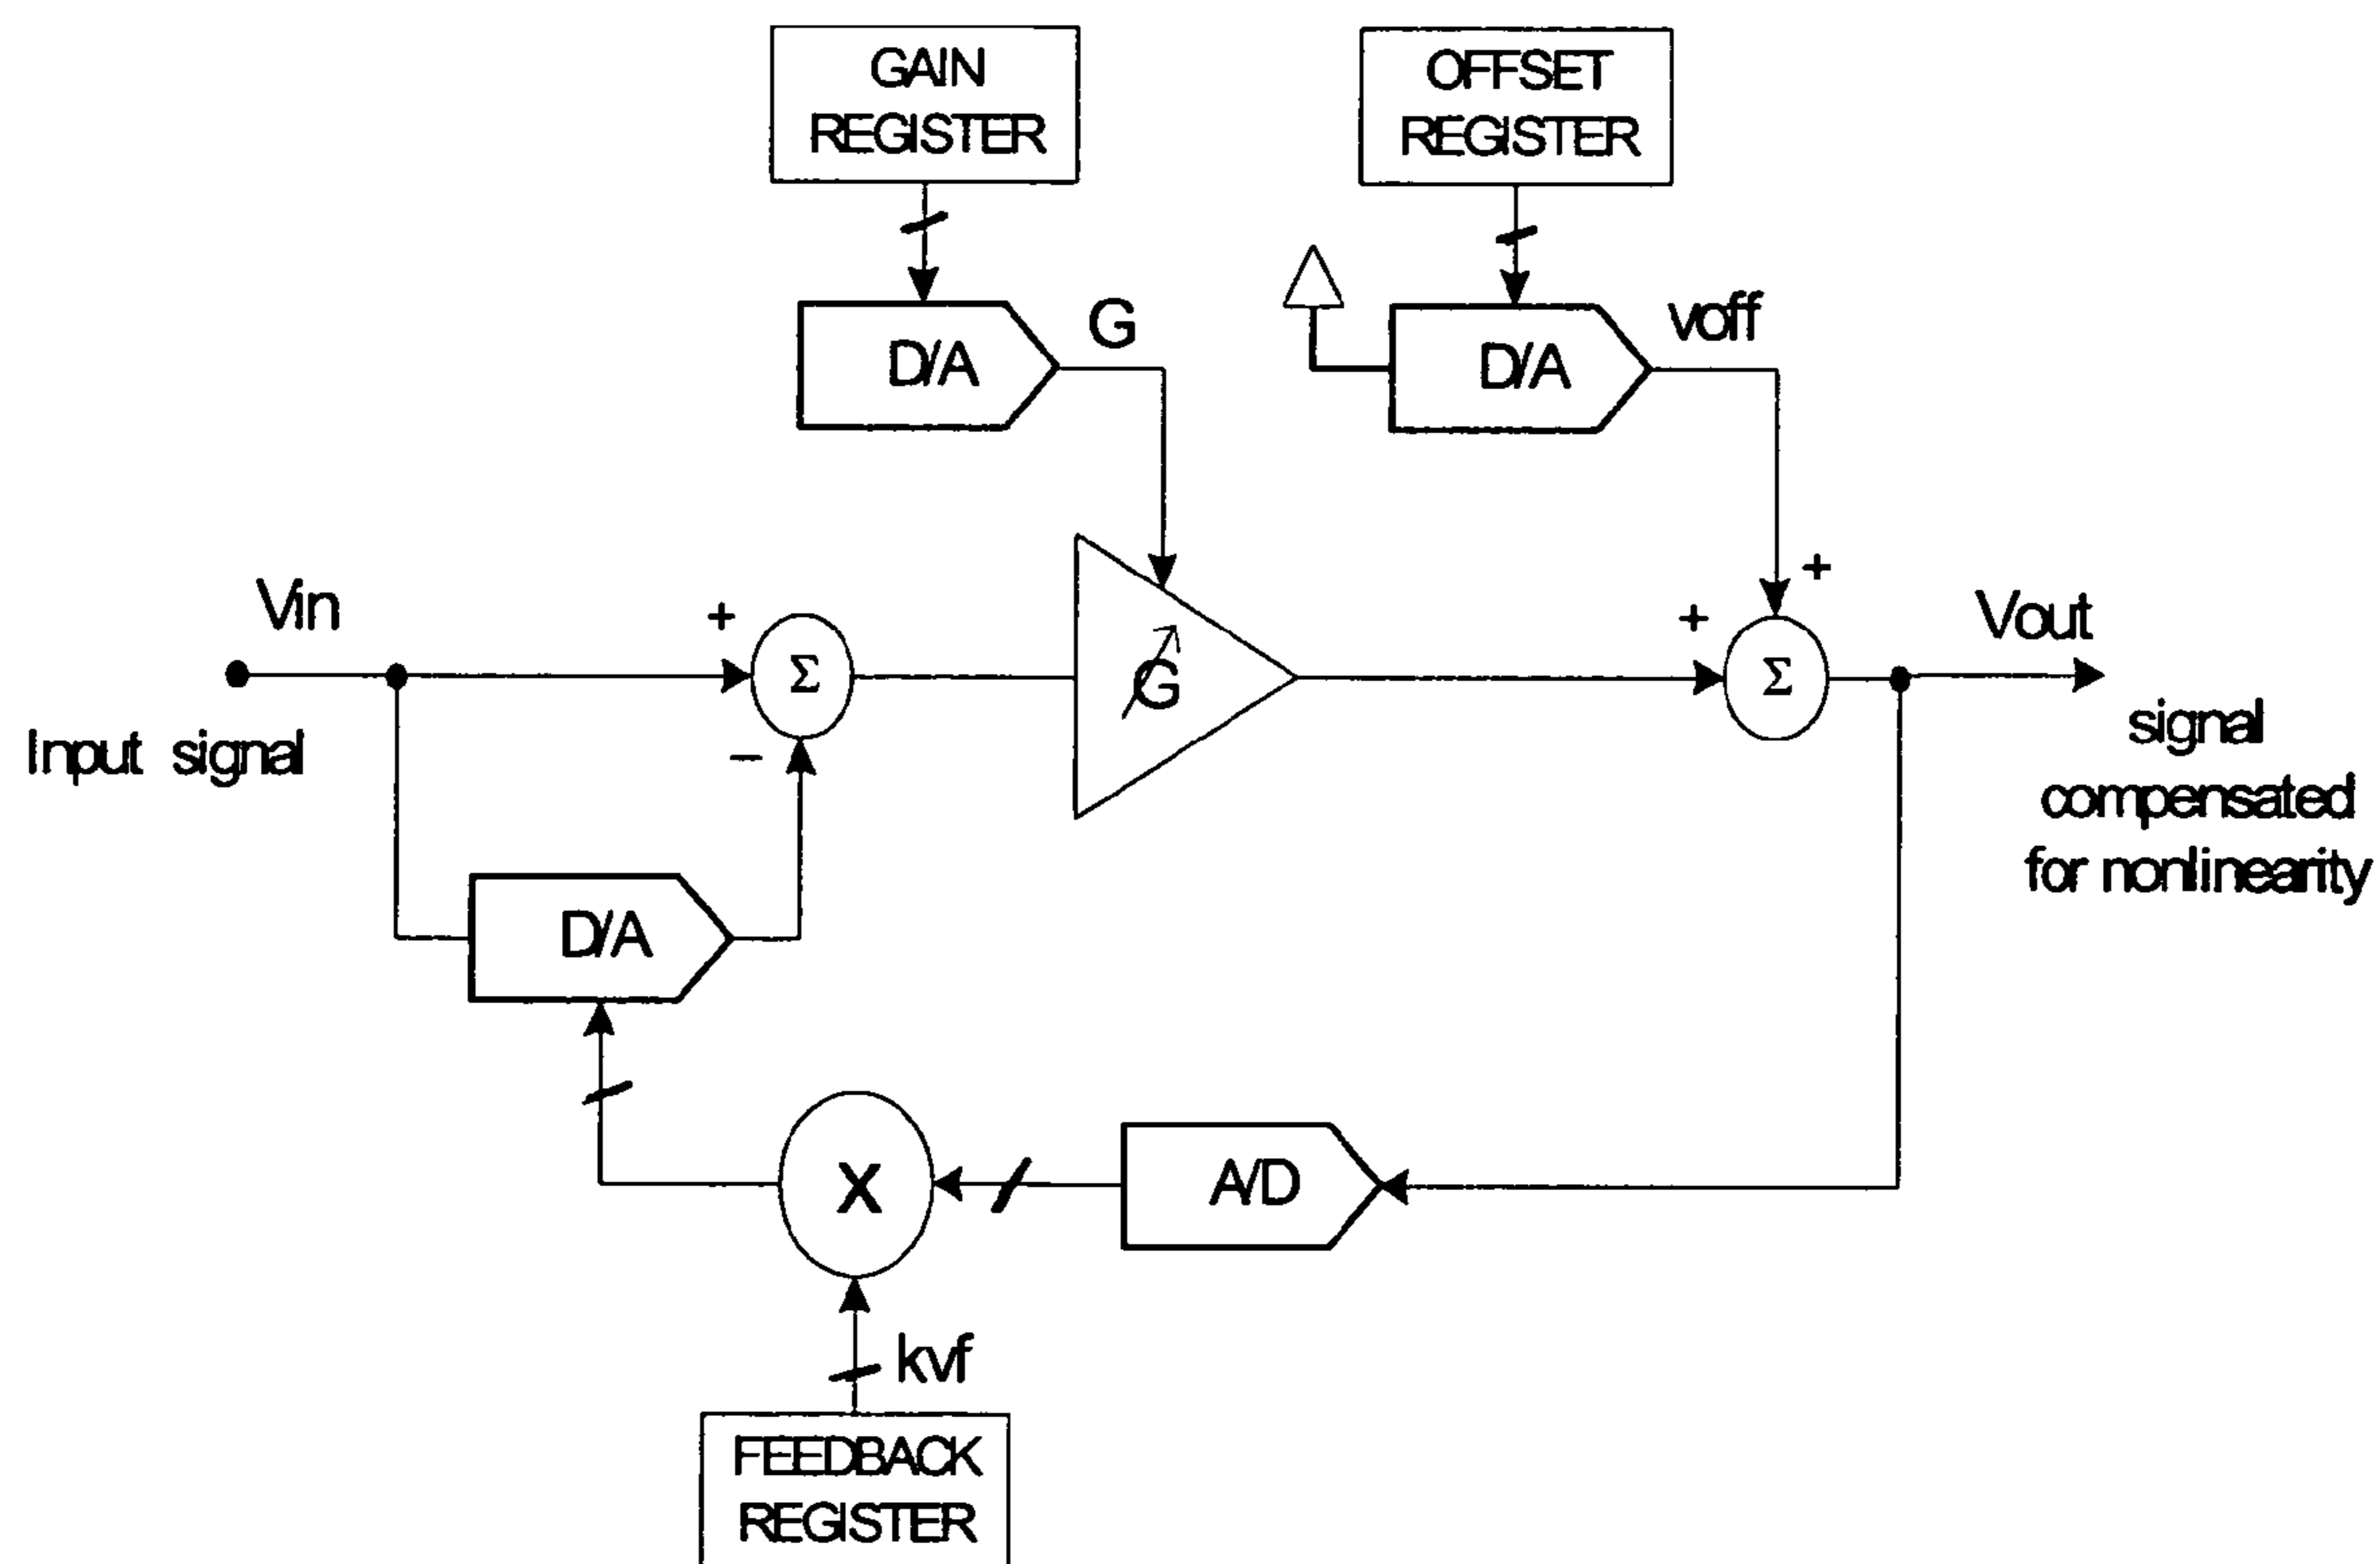 GAIN
REGISTER
OFFSET
REGISTER
D/A
G
D/A
voff
Vin
+
Σ
−
G
+
+
Σ
Vout
Input signal
signal
compensated
for nonlinearity
D/A
X
A/D
kvf
FEEDBACK
REGISTER